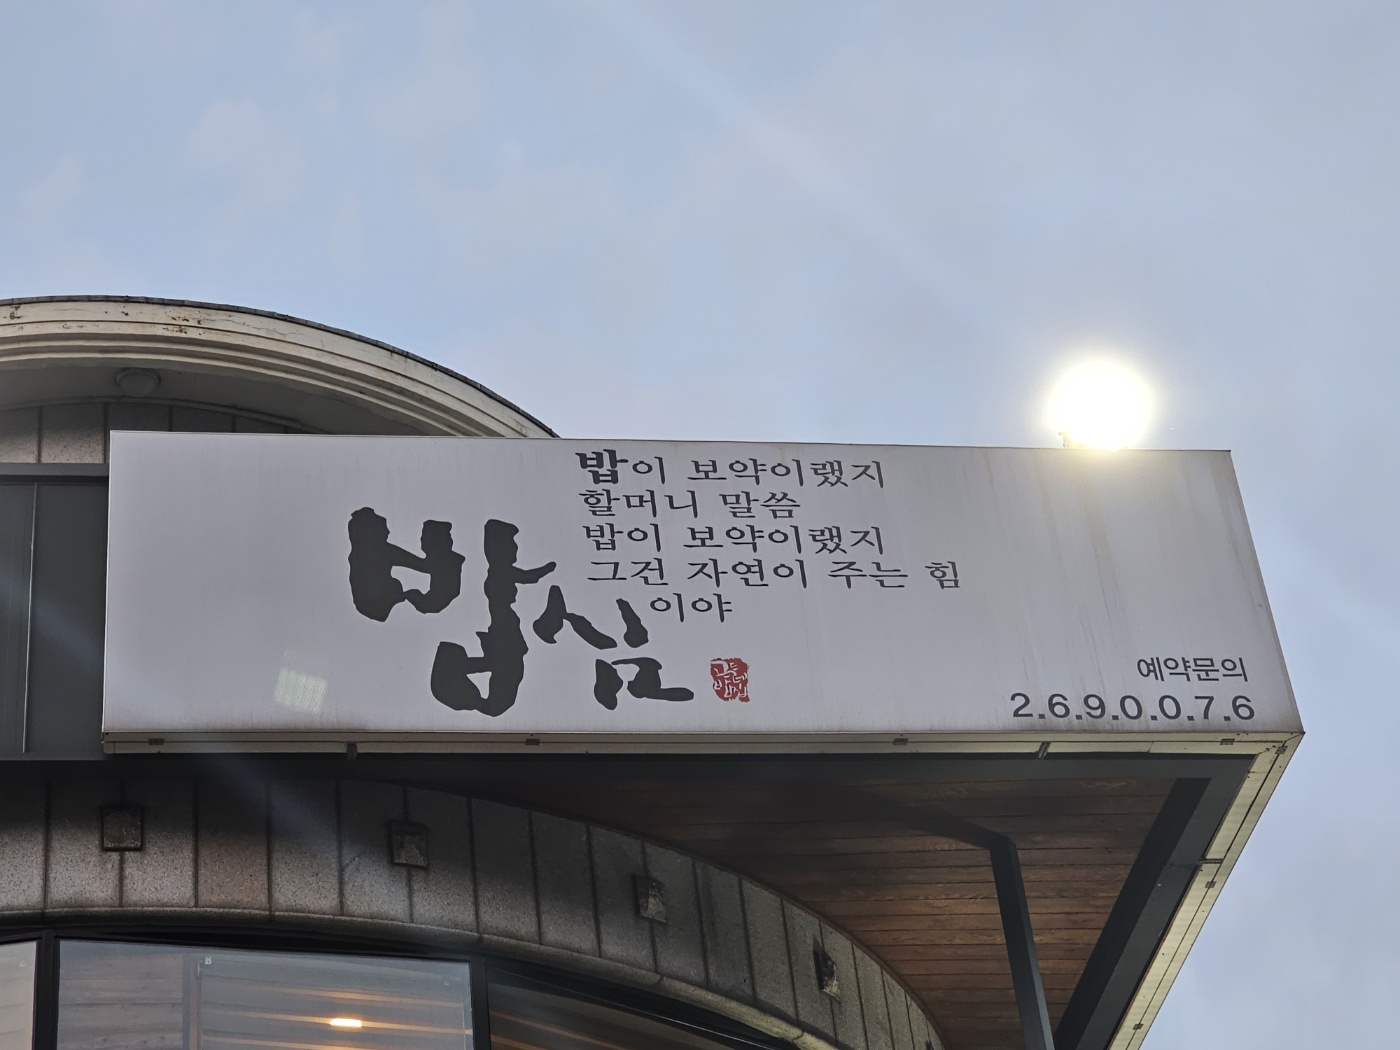 밥이 보약이랬지
할머니 말씀
밥이 보약이랬지
그건 자연이 주는 힘
이야
밥심
예약문의
2.6.9.0.0.7.6